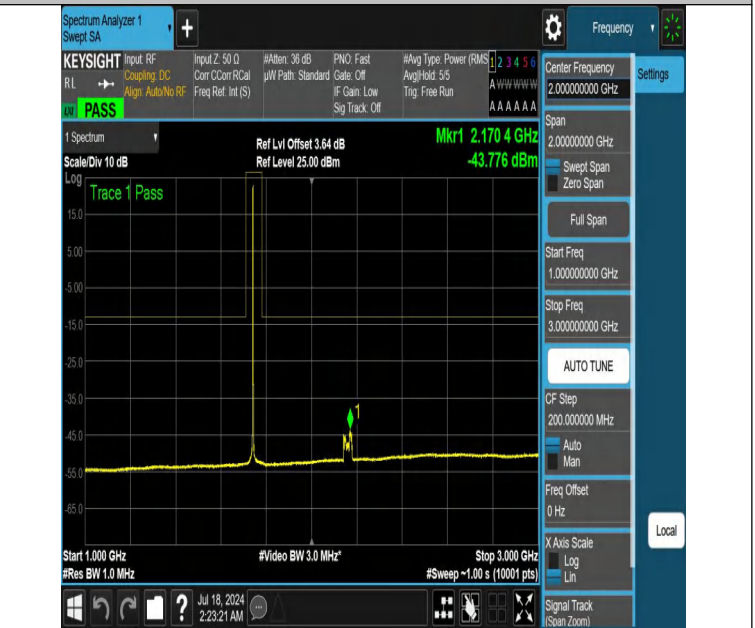 Spectrum Analyzer 1
Swept SA
+
Frequency
KEYSIGHT
RL
PASS
Input: RF
Coupling: DC
Align: Auto/No RF
Input Z: 50 Ω
Corr CCorr RCal
Freq Ref: Int (S)
#Atten: 36 dB
µW Path: Standard
PNO: Fast
Gate: Off
IF Gain: Low
Sig Track: Off
#Avg Type: Power (RMS
Avg|Hold: 5/5
Trig: Free Run
1 2 3 4 5 6
A W W W W W
A A A A A A
1 Spectrum
Scale/Div 10 dB
Ref Lvl Offset 3.64 dB
Ref Level 25.00 dBm
Mkr1 2.170 4 GHz
-43.776 dBm
Log
Trace 1 Pass
15.0
5.00
-5.00
-15.0
-25.0
-35.0
-45.0
-55.0
-65.0
1
Start 1.000 GHz
#Res BW 1.0 MHz
#Video BW 3.0 MHz*
Stop 3.000 GHz
#Sweep ~1.00 s (10001 pts)
Center Frequency
2.000000000 GHz
Settings
Span
2.00000000 GHz
Swept Span
Zero Span
Full Span
Start Freq
1.000000000 GHz
Stop Freq
3.000000000 GHz
AUTO TUNE
CF Step
200.000000 MHz
Auto
Man
Freq Offset
0 Hz
X Axis Scale
Log
Lin
Signal Track
(Span Zoom)
Local
?
Jul 18, 2024
2:23:21 AM